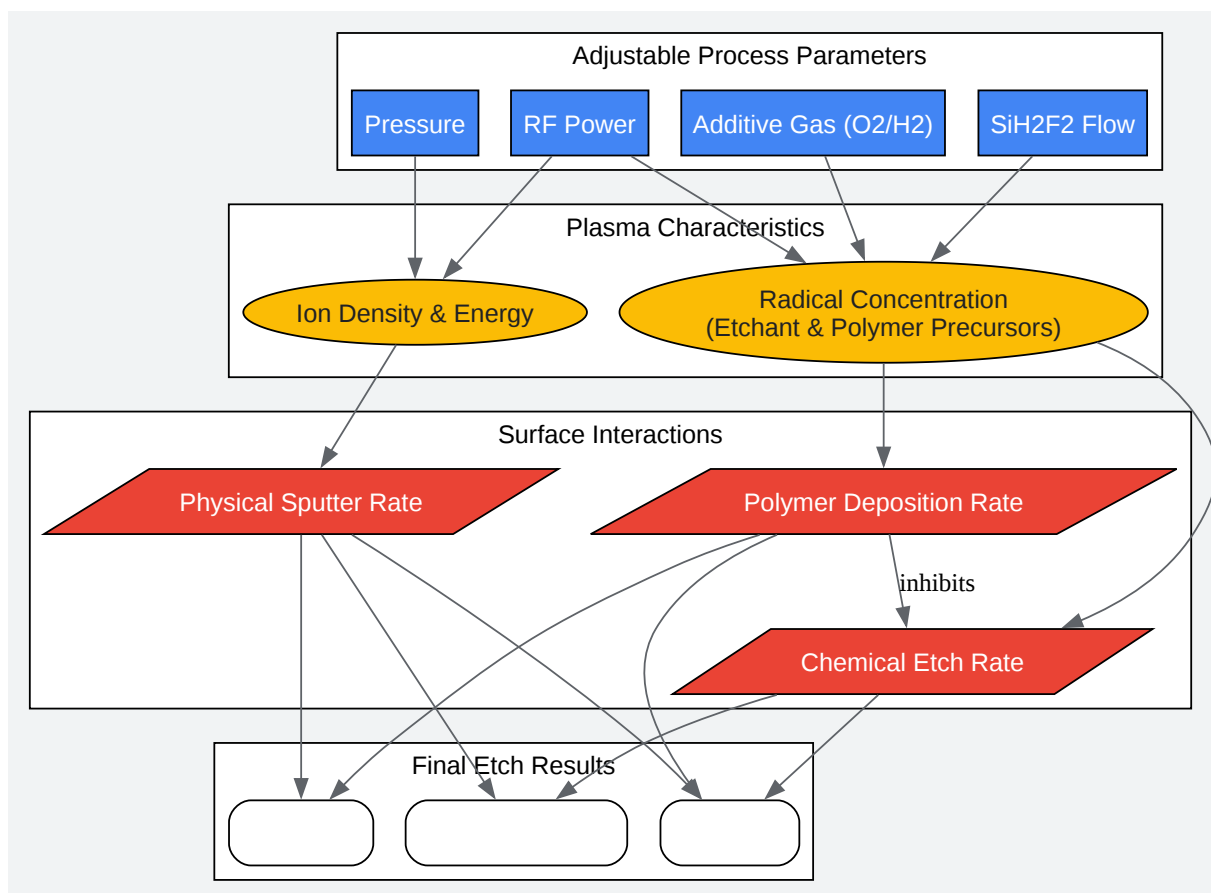 Adjustable Process Parameters
Pressure
RF Power
Additive Gas (O2/H2)
SiH2F2 Flow
Plasma Characteristics
Ion Density & Energy
Radical Concentration
(Etchant & Polymer Precursors)
Surface Interactions
Physical Sputter Rate
Polymer Deposition Rate
inhibits
Chemical Etch Rate
Final Etch Results